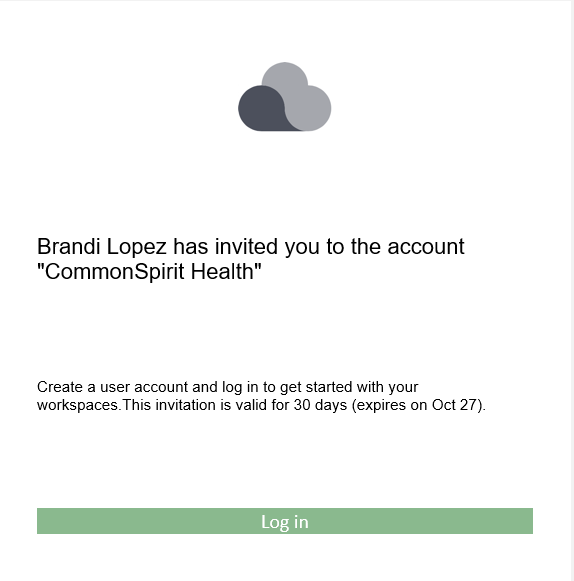 Brandi Lopez has invited you to the account
"CommonSpirit Health"
Create a user account and log in to get started with your
workspaces.This invitation is valid for 30 days (expires on Oct 27).
Log in